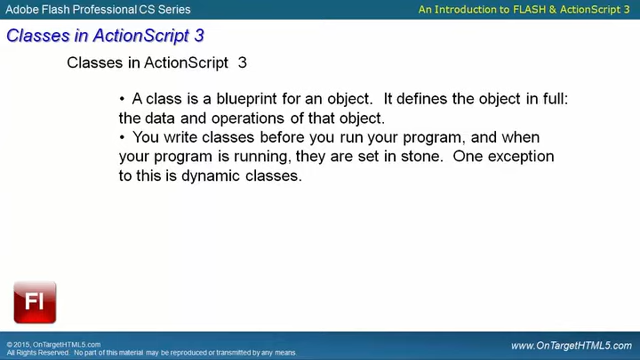 Adobe Flash Professional CS Series
An Introduction to FLASH & ActionScript 3
Classes in ActionScript 3
Classes in ActionScript 3
• A class is a blueprint for an object. It defines the object in full:
the data and operations of that object.
• You write classes before you run your program, and when
your program is running, they are set in stone. One exception
to this is dynamic classes.
Fl
© 2015, OnTargetHTML5.com
All Rights Reserved. No part of this material may be reproduced or transmitted by any means.
www.OnTargetHTML5.com